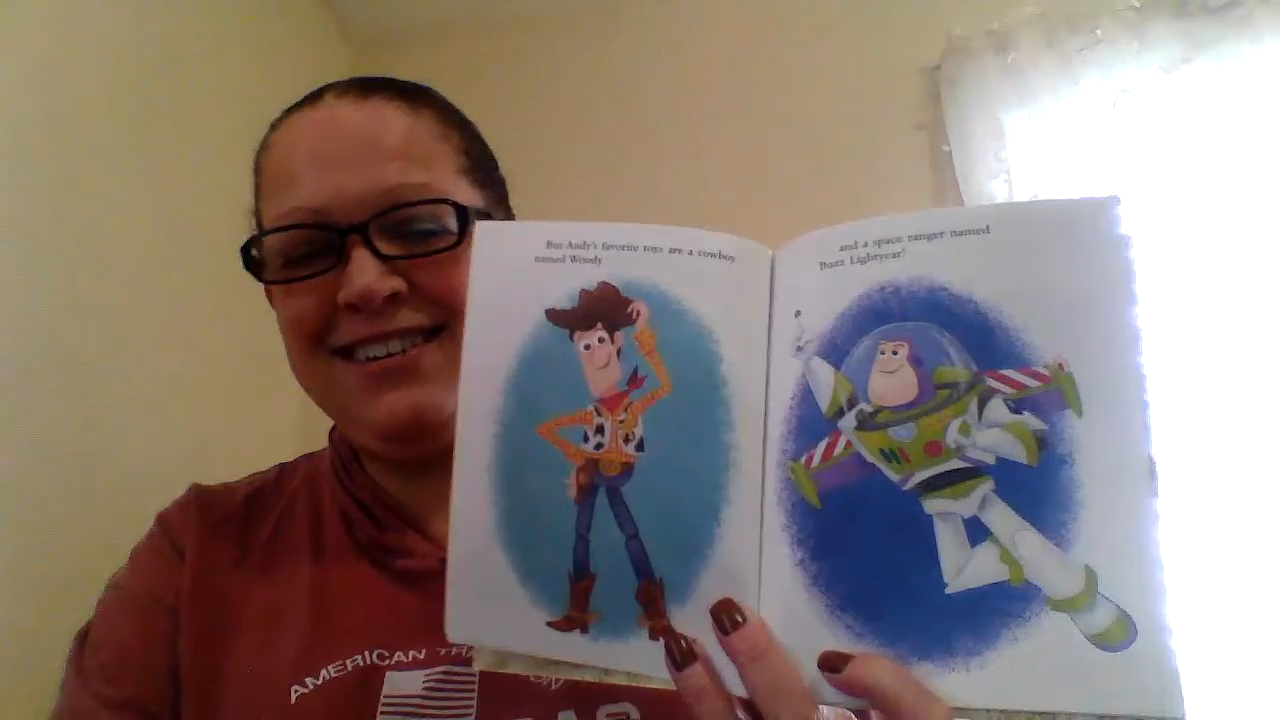 But Andy's favorite toys are a cowboy
named Woody
and a space ranger named
Buzz Lightyear!
AMERICAN